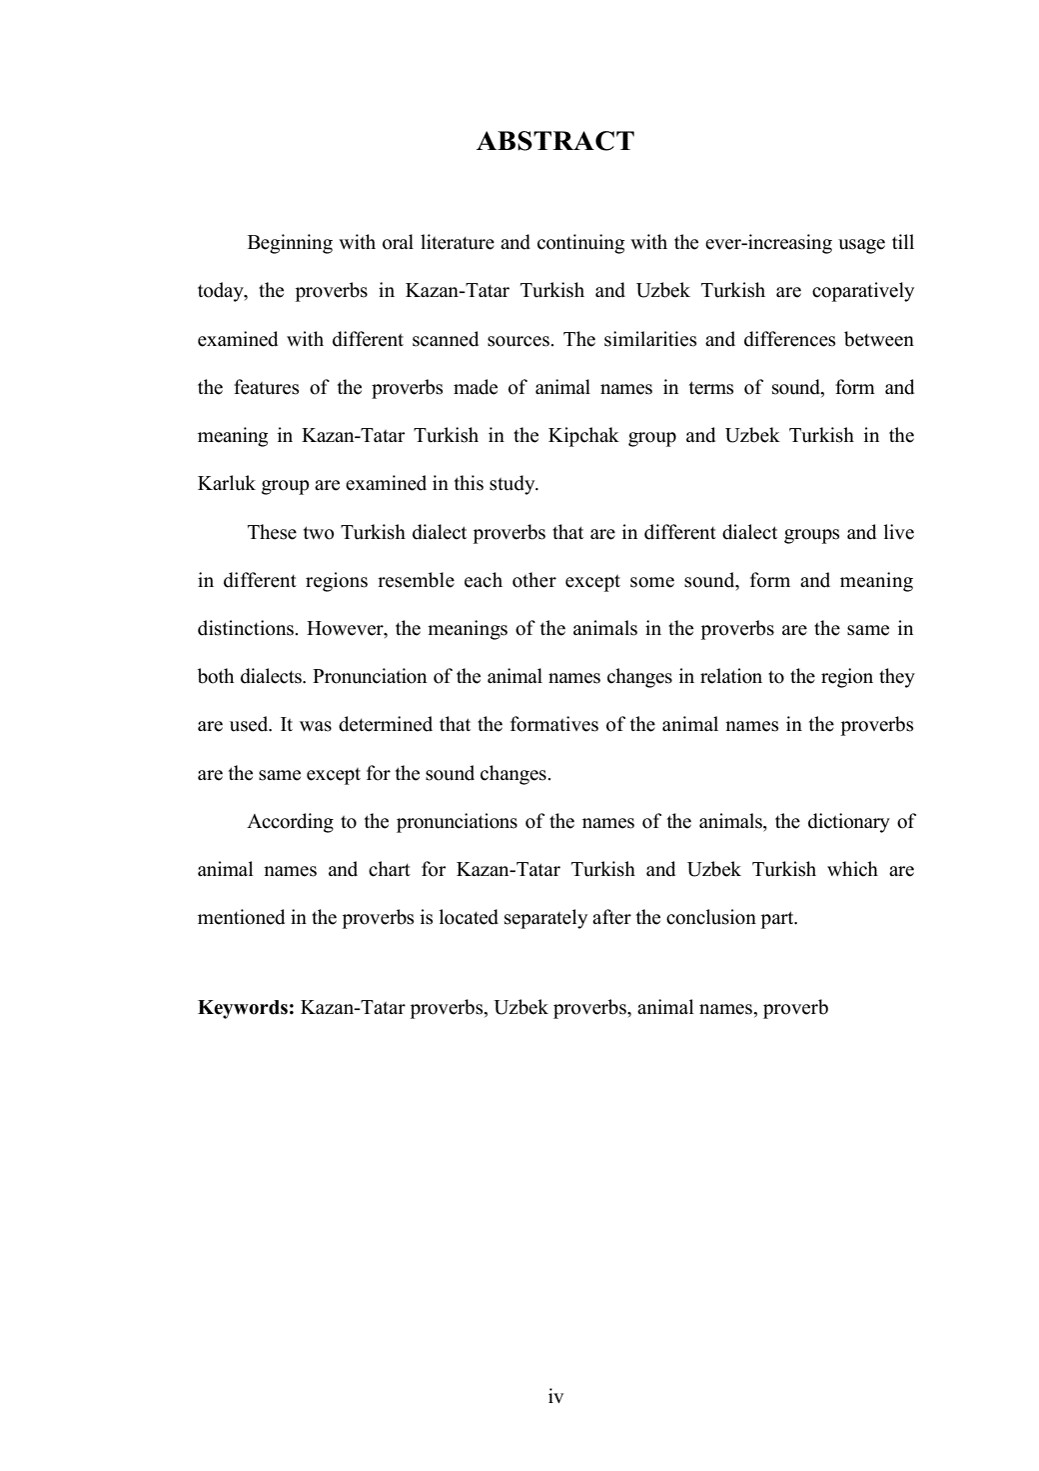 ABSTRACT
Beginning with oral literature and continuing with the ever-increasing usage till
today, the proverbs in Kazan-Tatar Turkish and Uzbek Turkish are coparatively
examined with different scanned sources. The similarities and differences between
the features of the proverbs made of animal names in terms of sound, form and
meaning in Kazan-Tatar Turkish in the Kipchak group and Uzbek Turkish in the
Karluk group are examined in this study.
These two Turkish dialect proverbs that are in different dialect groups and live
in different regions resemble each other except some sound, form and meaning
distinctions. However, the meanings of the animals in the proverbs are the same in
both dialects. Pronunciation of the animal names changes in relation to the region they
are used. It was determined that the formatives of the animal names in the proverbs
are the same except for the sound changes.
According to the pronunciations of the names of the animals, the dictionary of
animal names and chart for Kazan-Tatar Turkish and Uzbek Turkish which are
mentioned in the proverbs is located separately after the conclusion part.
Keywords: Kazan-Tatar proverbs, Uzbek proverbs, animal names, proverb
iv